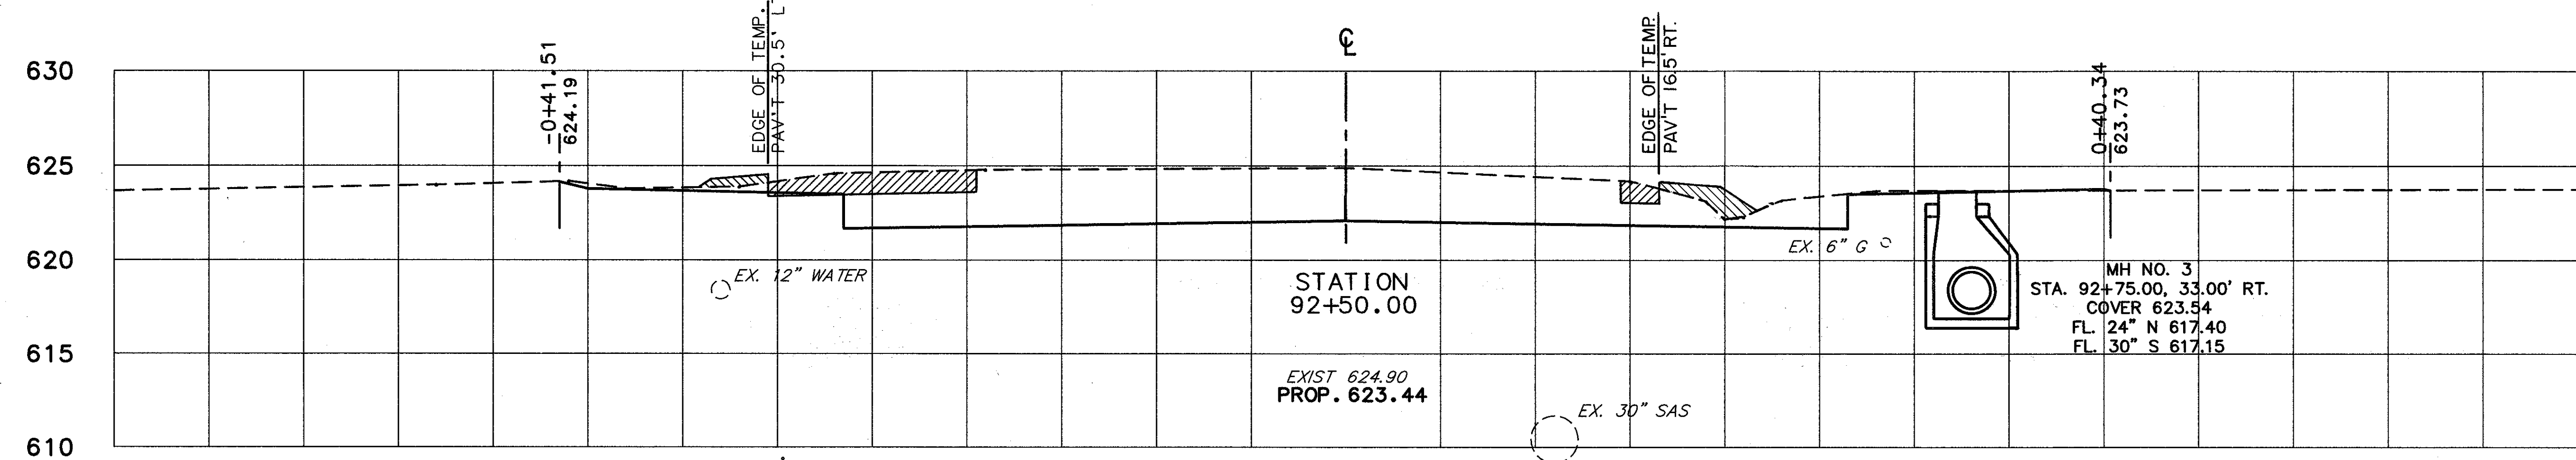 630
625
620
615
610
-0+41.51
624.19
EDGE OF TEMP.
PAV'T 30.5' L
℄
EDGE OF TEMP.
PAV'T 16.5' RT.
0+40.34
623.73
EX. 12" WATER
STATION
92+50.00
EX. 6" G
MH NO. 3
STA. 92+75.00, 33.00' RT.
COVER 623.54
FL. 24" N 617.40
FL. 30" S 617.15
EXIST 624.90
PROP. 623.44
EX. 30" SAS